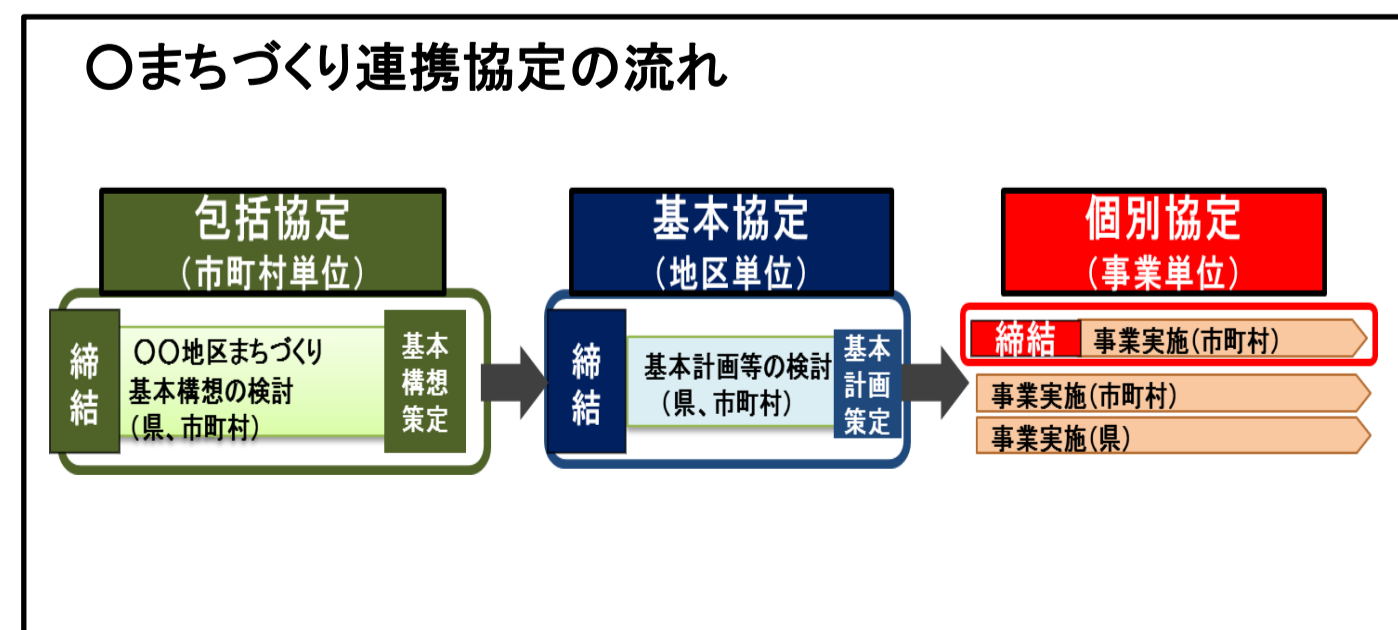 〇まちづくり連携協定の流れ
包括協定
(市町村単位)
締結
〇〇地区まちづくり
基本構想の検討
(県、市町村)
基本
構想
策定
基本協定
(地区単位)
締結
基本計画等の検討
(県、市町村)
基本
計画
策定
個別協定
(事業単位)
締結
事業実施(市町村)
事業実施(市町村)
事業実施(県)